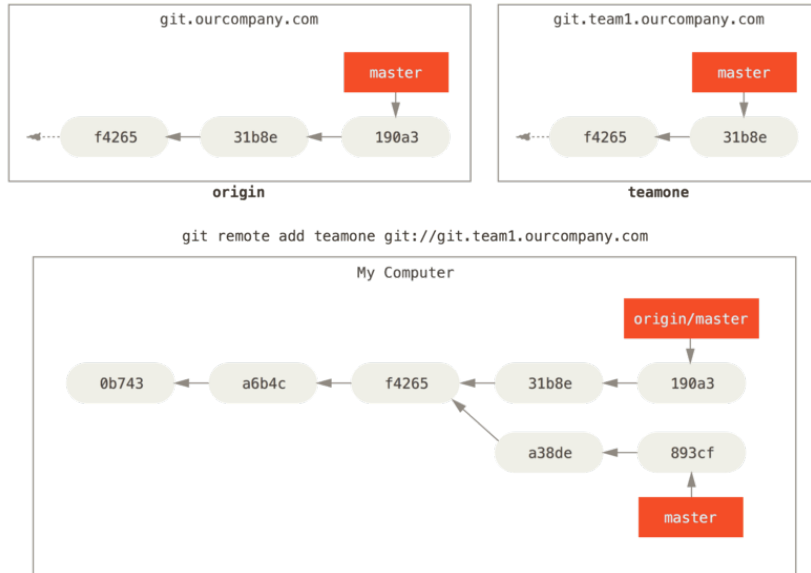 git.ourcompany.com
master
f4265
31b8e
190a3
origin
git.team1.ourcompany.com
master
f4265
31b8e
teamone
git remote add teamone git://git.team1.ourcompany.com
My Computer
origin/master
0b743
a6b4c
f4265
31b8e
190a3
a38de
893cf
master